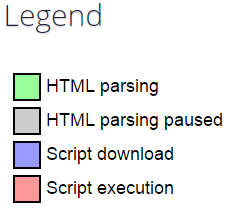 Legend
HTML parsing
HTML parsing paused
Script download
Script execution